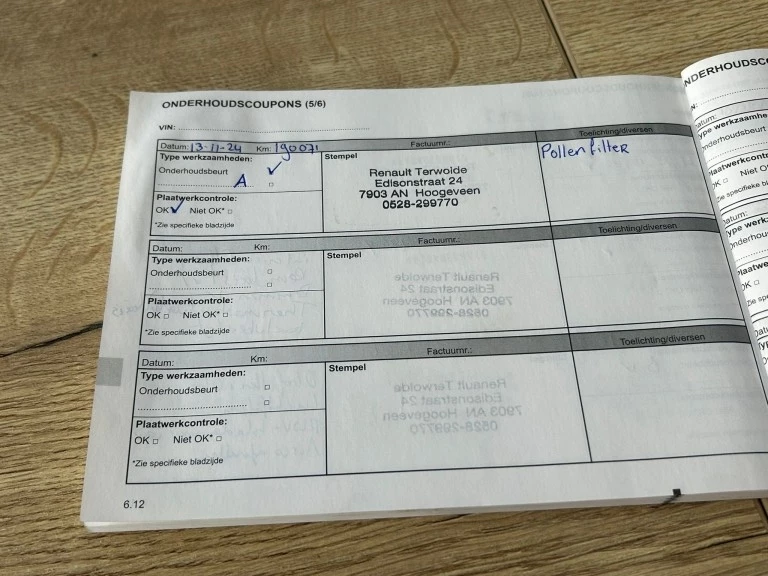 ONDERHOUDSCOUPONS (5/6)
VIN:
Datum: 13-11-24 Km: 190071 Factuurnr.: Toelichting/diversen
Type werkzaamheden:
Onderhoudsbeurt ✓
A
Plaatwerkcontrole:
OK ✓ Niet OK* □
*Zie specifieke bladzijde
Stempel
Renault Terwolde
Edisonstraat 24
7903 AN Hoogeveen
0528-299770
Pollenfilter
Datum: Km: Factuurnr.: Toelichting/diversen
Type werkzaamheden:
Onderhoudsbeurt □
□
Plaatwerkcontrole:
OK □ Niet OK* □
*Zie specifieke bladzijde
Stempel
Datum: Km: Factuurnr.: Toelichting/diversen
Type werkzaamheden:
Onderhoudsbeurt □
□
Plaatwerkcontrole:
OK □ Niet OK* □
*Zie specifieke bladzijde
Stempel
6.12